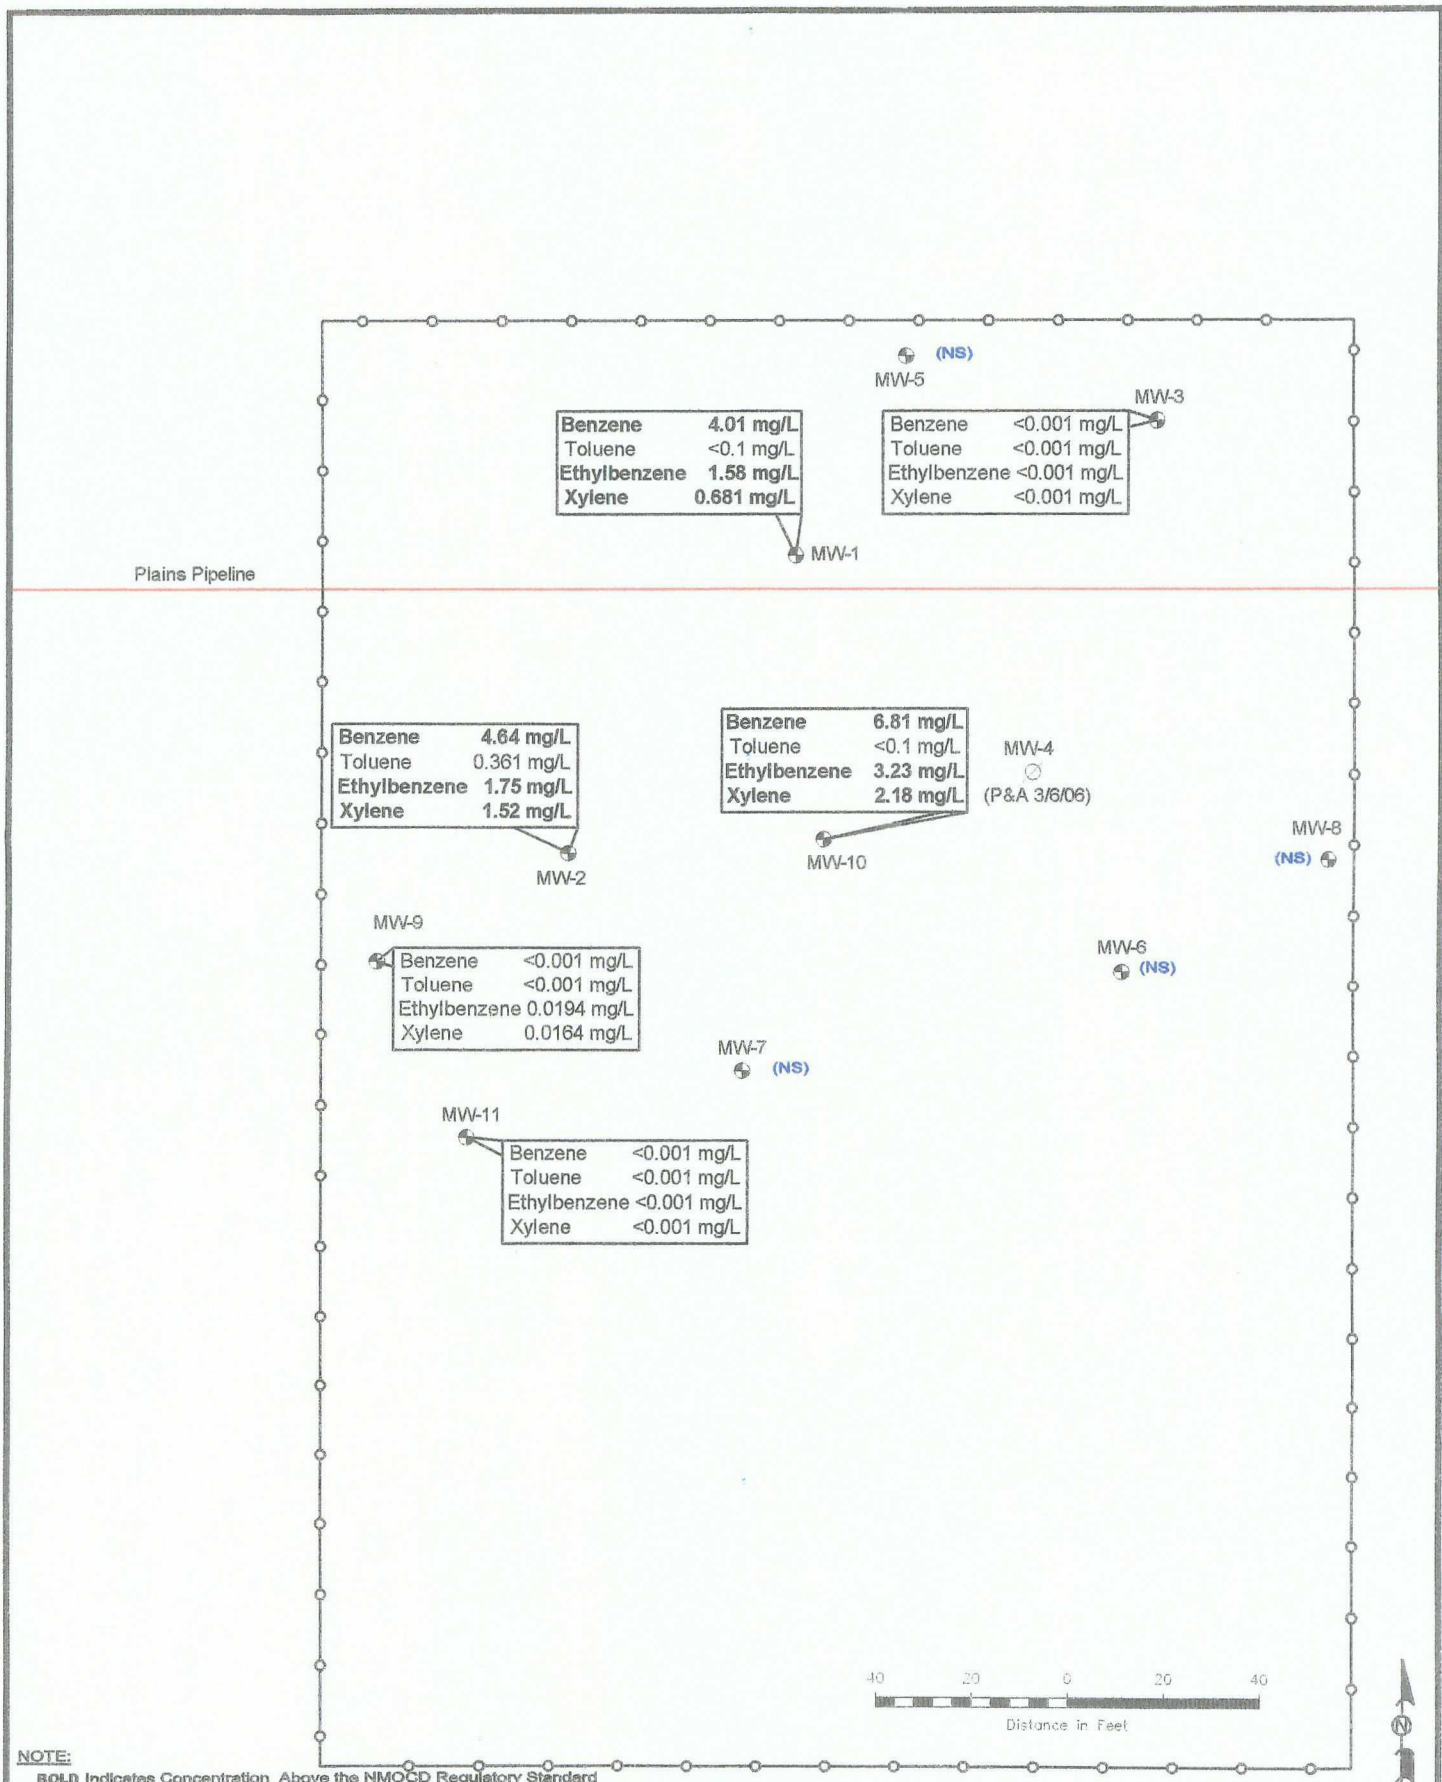 (NS)
MW-5
MW-3
Benzene 4.01 mg/L
Toluene <0.1 mg/L
Ethylbenzene 1.58 mg/L
Xylene 0.681 mg/L
Benzene <0.001 mg/L
Toluene <0.001 mg/L
Ethylbenzene <0.001 mg/L
Xylene <0.001 mg/L
MW-1
Plains Pipeline
Benzene 4.64 mg/L
Toluene 0.361 mg/L
Ethylbenzene 1.75 mg/L
Xylene 1.52 mg/L
MW-2
Benzene 6.81 mg/L
Toluene <0.1 mg/L
Ethylbenzene 3.23 mg/L
Xylene 2.18 mg/L
MW-10
MW-4
(P&A 3/6/06)
MW-8
(NS)
MW-9
Benzene <0.001 mg/L
Toluene <0.001 mg/L
Ethylbenzene 0.0194 mg/L
Xylene 0.0164 mg/L
MW-6
(NS)
MW-7
(NS)
MW-11
Benzene <0.001 mg/L
Toluene <0.001 mg/L
Ethylbenzene <0.001 mg/L
Xylene <0.001 mg/L
40 20 0 20 40
Distance in Feet
N
NOTE:
BOLD Indicates Concentration Above the NMOCD Regulatory Standard